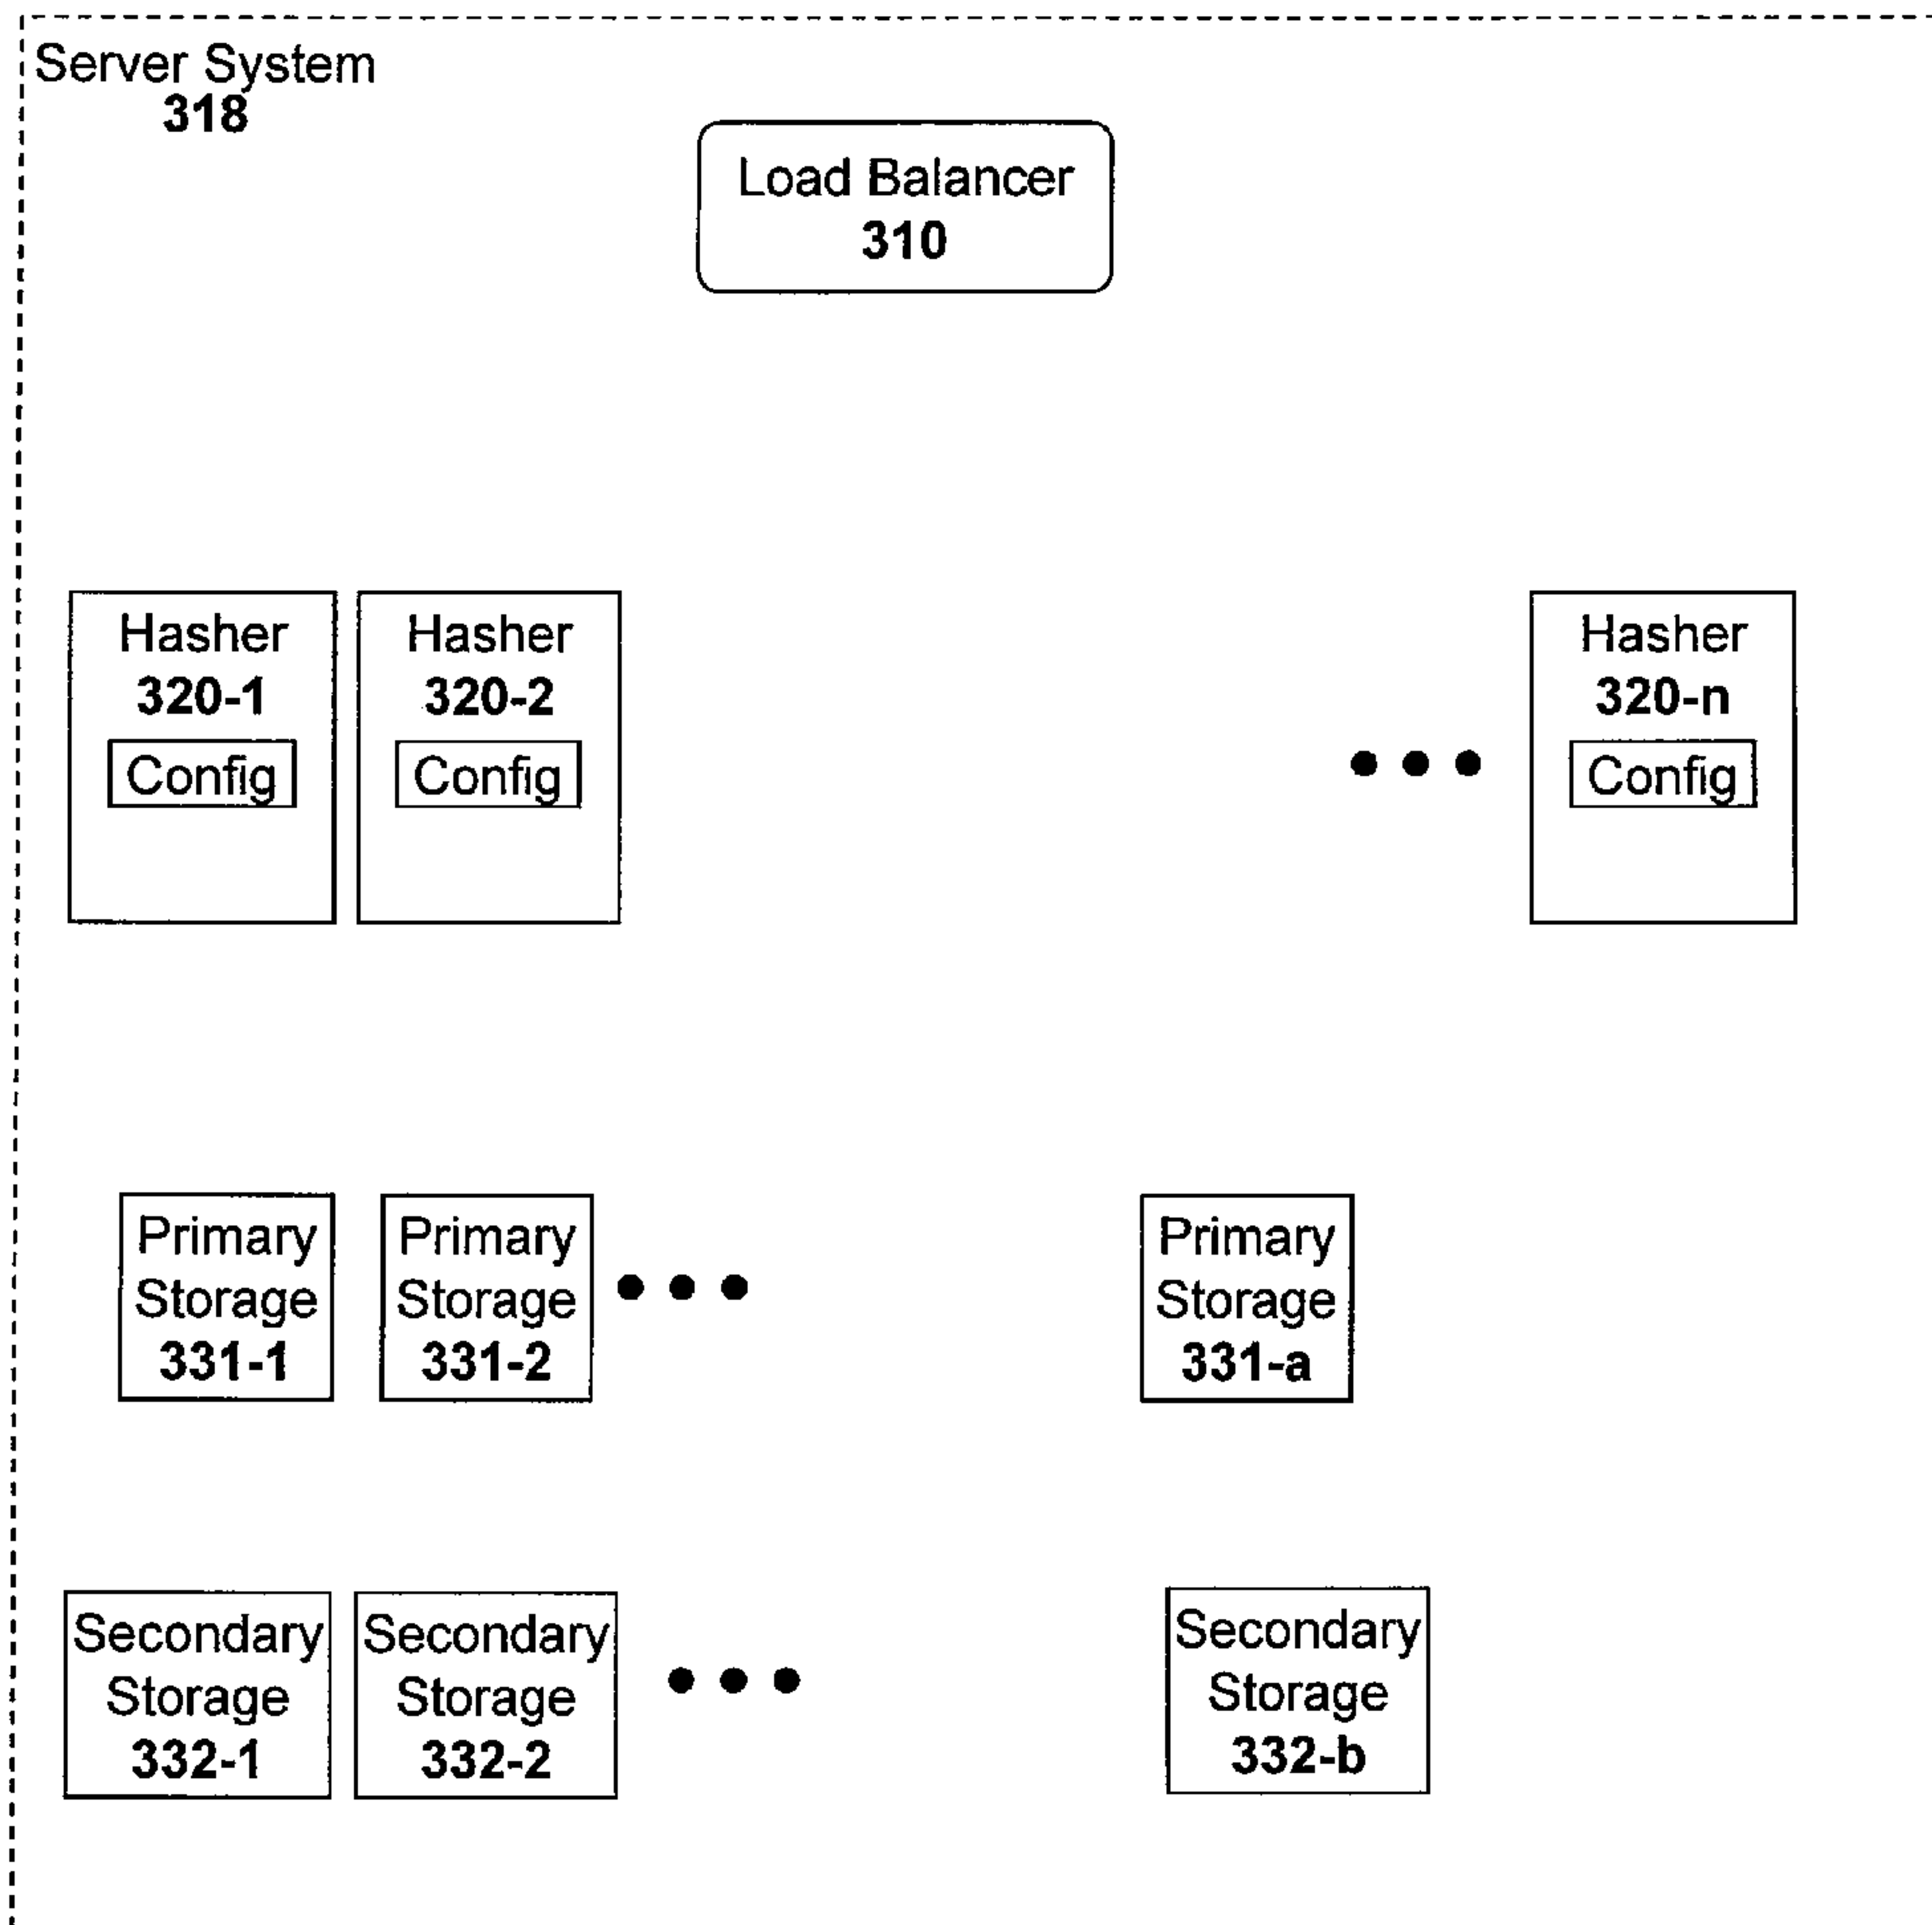 Server System
318
Load Balancer
310
Hasher
320-1
Config
Hasher
320-2
Config
Hasher
320-n
Config
Primary
Storage
331-1
Primary
Storage
331-2
Primary
Storage
331-a
Secondary
Storage
332-1
Secondary
Storage
332-2
Secondary
Storage
332-b